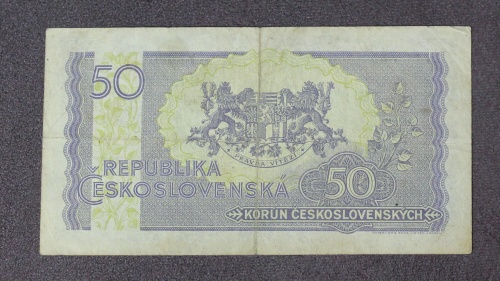 50
PRAVDA VÍTĚZÍ
REPUBLIKA
ČESKOSLOVENSKÁ
50
KORUN ČESKOSLOVENSKÝCH